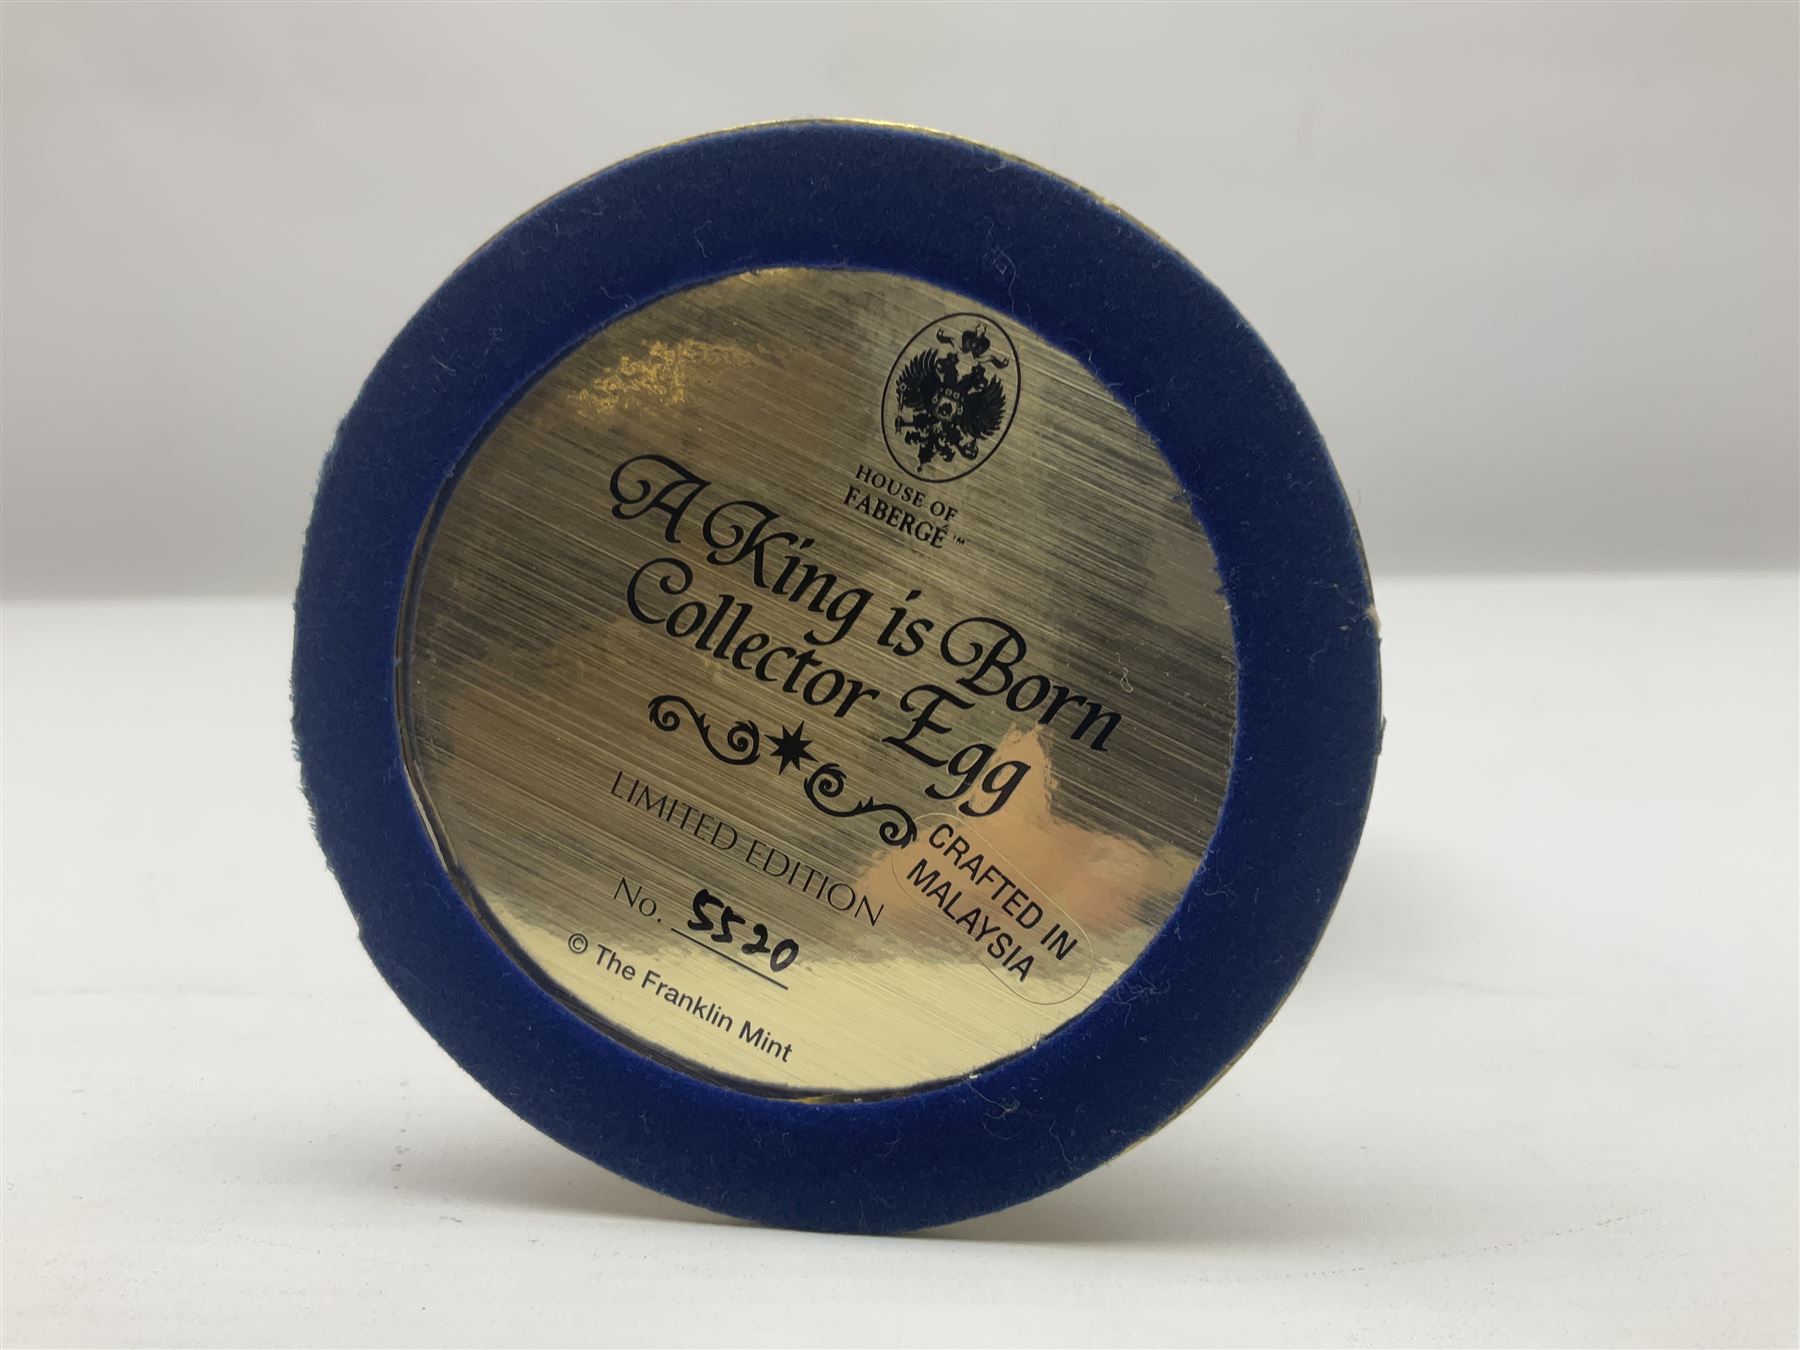 HOUSE OF
FABERGÉ™
A King is Born
Collector Egg
LIMITED EDITION
No. 5520
© The Franklin Mint
CRAFTED IN
MALAYSIA